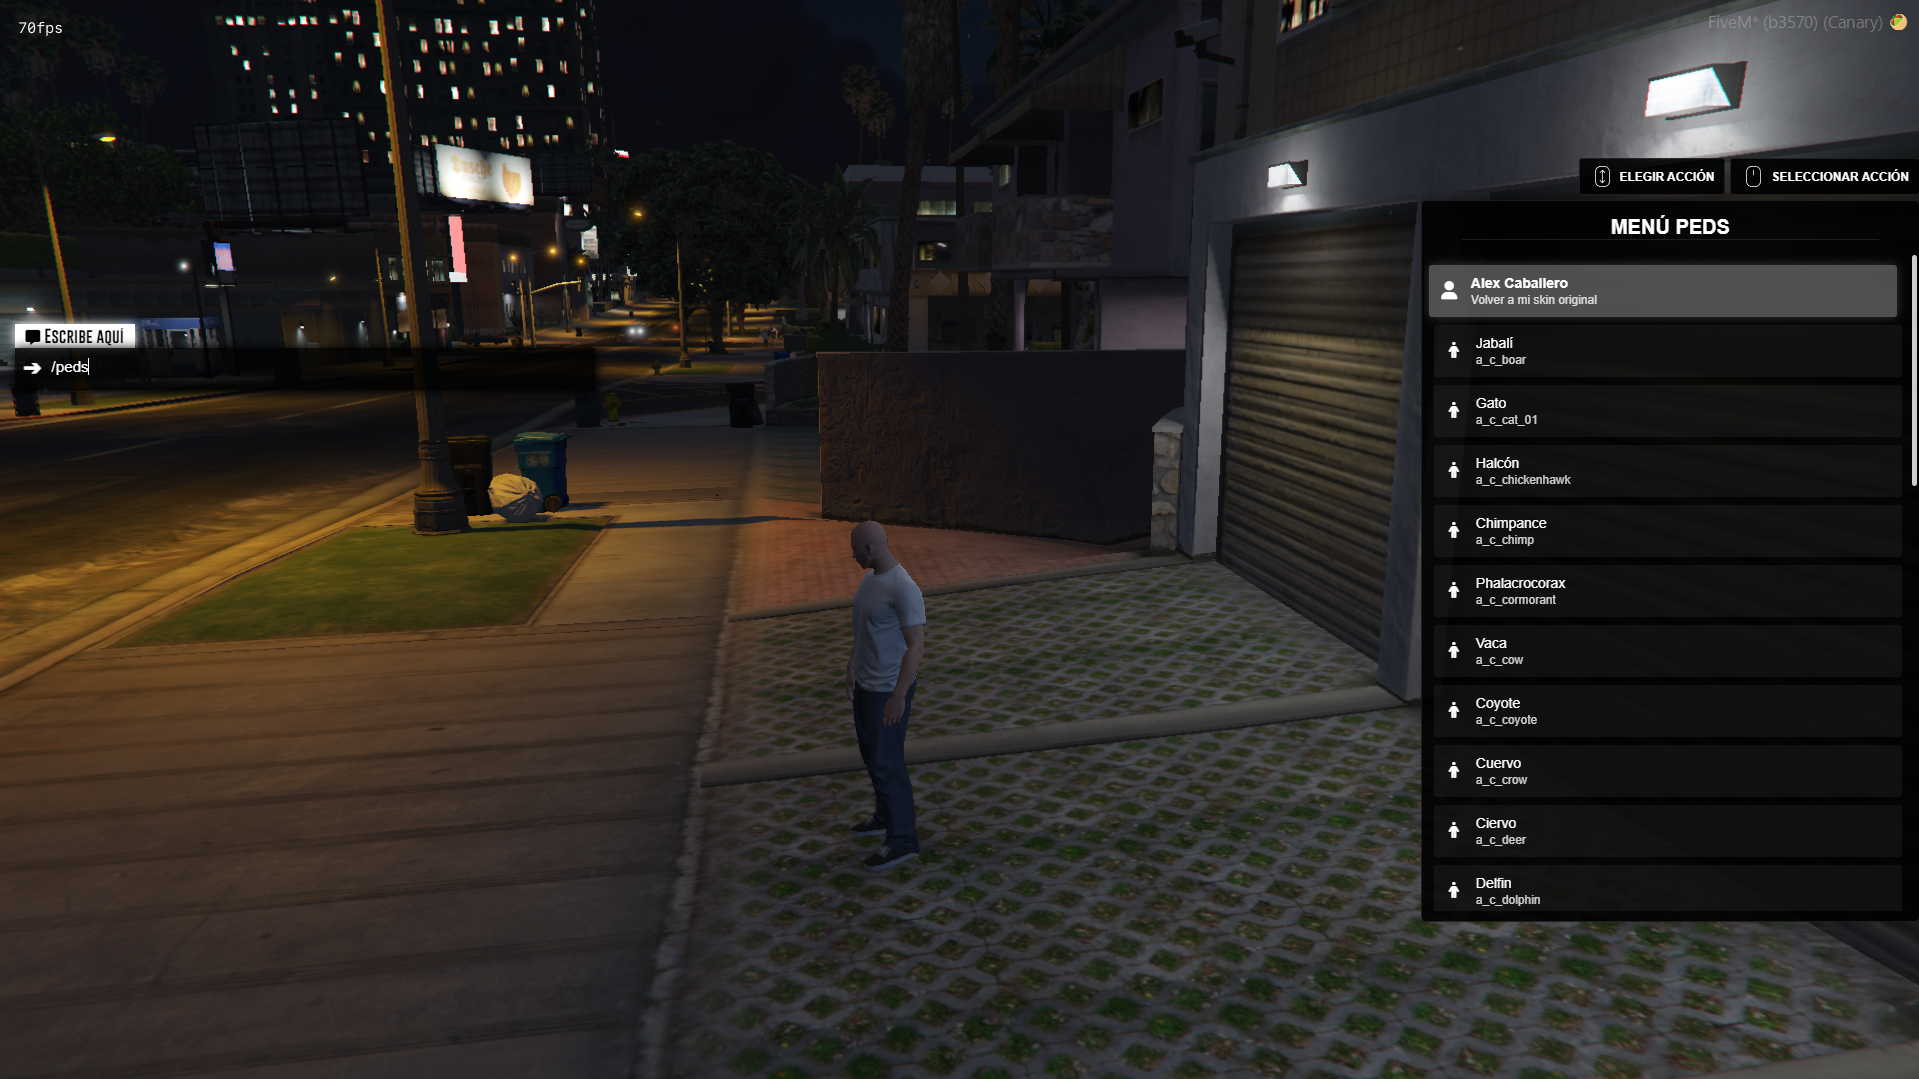 70fps
FiveM* (b3570) (Canary)
ELEGIR ACCIÓN
SELECCIONAR ACCIÓN
MENÚ PEDS
Alex Caballero
Volver a mi skin original
Jabalí
a_c_boar
Gato
a_c_cat_01
Halcón
a_c_chickenhawk
Chimpance
a_c_chimp
Phalacrocorax
a_c_cormorant
Vaca
a_c_cow
Coyote
a_c_coyote
Cuervo
a_c_crow
Ciervo
a_c_deer
Delfin
a_c_dolphin
ESCRIBE AQUÍ
/peds